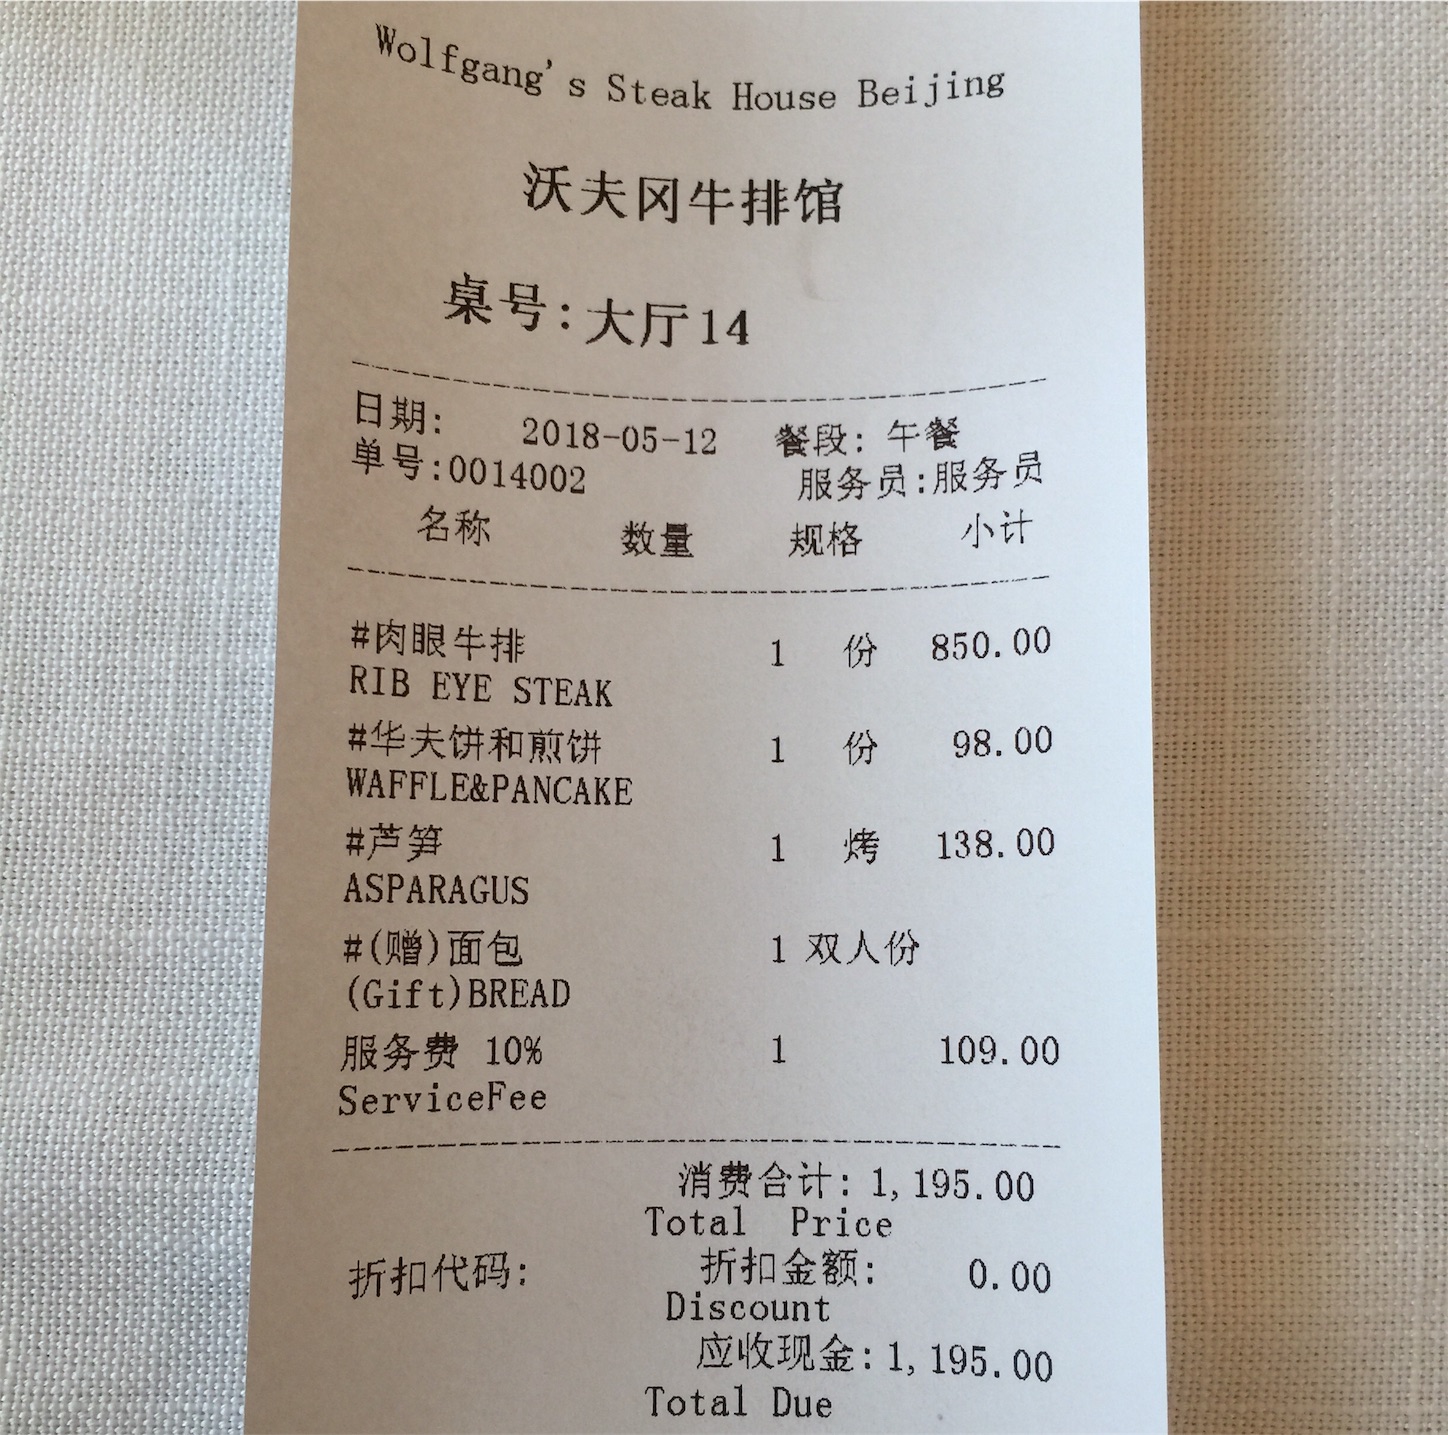 Wolfgang's Steak House Beijing
沃夫冈牛排馆
桌号:大厅14
日期: 2018-05-12 餐段: 午餐
单号:0014002 服务员:服务员
名称 数量 规格 小计
#肉眼牛排 1 份 850.00
RIB EYE STEAK
#华夫饼和煎饼 1 份 98.00
WAFFLE&PANCAKE
#芦笋 1 烤 138.00
ASPARAGUS
#(赠)面包 1 双人份
(Gift)BREAD
服务费 10% 1 109.00
ServiceFee
消费合计: 1,195.00
Total Price
折扣代码: 折扣金额: 0.00
Discount
应收现金:1,195.00
Total Due